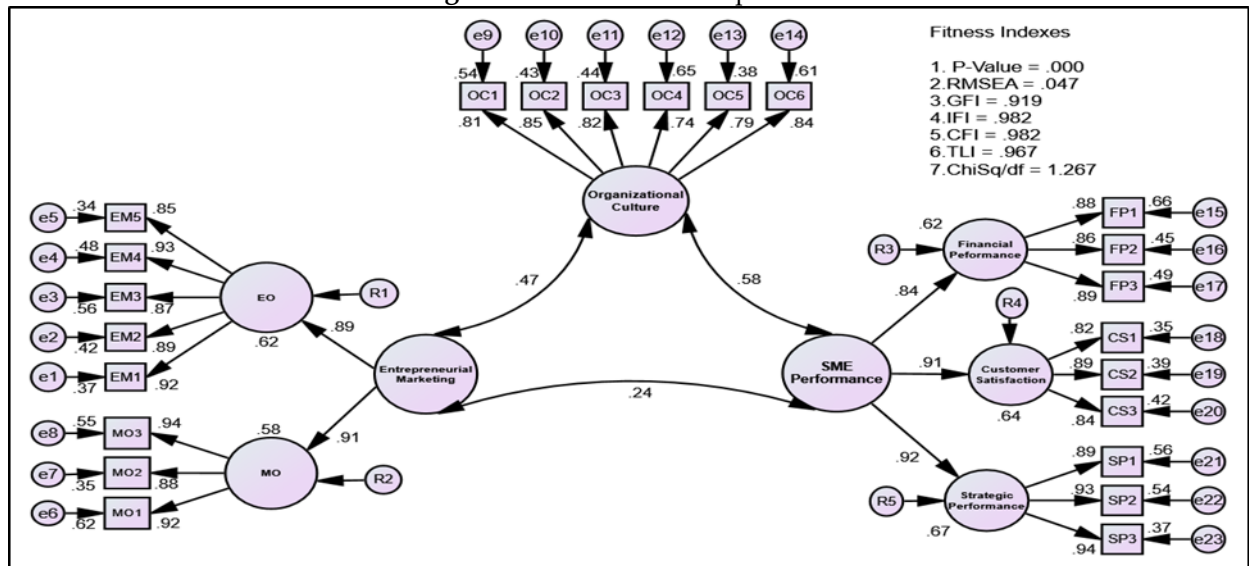 e9 e10 e11 e12 e13 e14
.54 .43 .44 .65 .38 .61
OC1 OC2 OC3 OC4 OC5 OC6
.81 .85 .82 .74 .79 .84
Organizational
Culture
Fitness Indexes
1. P-Value = .000
2.RMSEA = .047
3.GFI = .919
4.IFI = .982
5.CFI = .982
6.TLI = .967
7.ChiSq/df = 1.267
e5 .34 EM5 .85
e4 .48 EM4 .93
e3 .56 EM3 .87
e2 .42 EM2 .89
e1 .37 EM1 .92
EO
.62
R1
.89
.47
.58
Entrepreneurial
Marketing
.24
.91
e8 .55 MO3 .94
e7 .35 MO2 .88
e6 .62 MO1 .92
.58
MO
R2
SME
Performance
.84
.91
.92
R3
.62
Financial
Peformance
.88 FP1 .66 e15
.86 FP2 .45 e16
.89 FP3 .49 e17
R4
Customer
Satisfaction
.64
.82 CS1 .35 e18
.89 CS2 .39 e19
.84 CS3 .42 e20
R5
Strategic
Performance
.67
.89 SP1 .56 e21
.93 SP2 .54 e22
.94 SP3 .37 e23